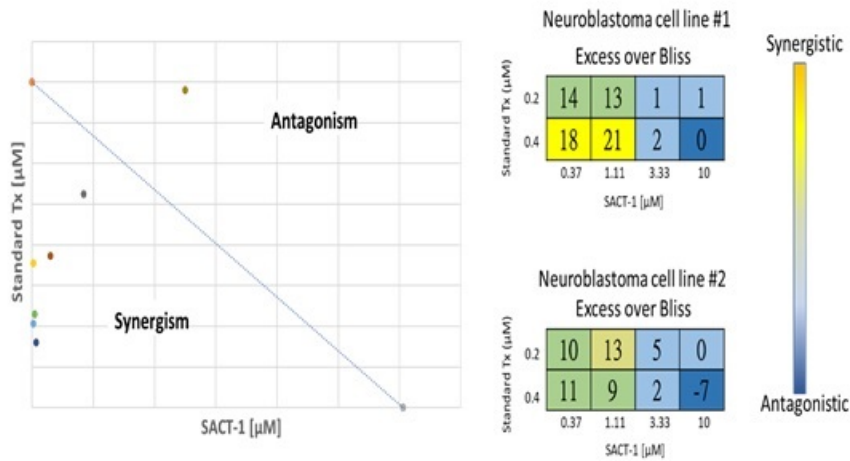 Standard Tx [µM]
Antagonism
Synergism
SACT-1 [µM]
Neuroblastoma cell line #1
Excess over Bliss
Standard Tx (µM)
0.2 14 13 1 1
0.4 18 21 2 0
0.37 1.11 3.33 10
SACT-1 [µM]
Neuroblastoma cell line #2
Excess over Bliss
Standard Tx (µM)
0.2 10 13 5 0
0.4 11 9 2 -7
0.37 1.11 3.33 10
SACT-1 [µM]
Synergistic
Antagonistic